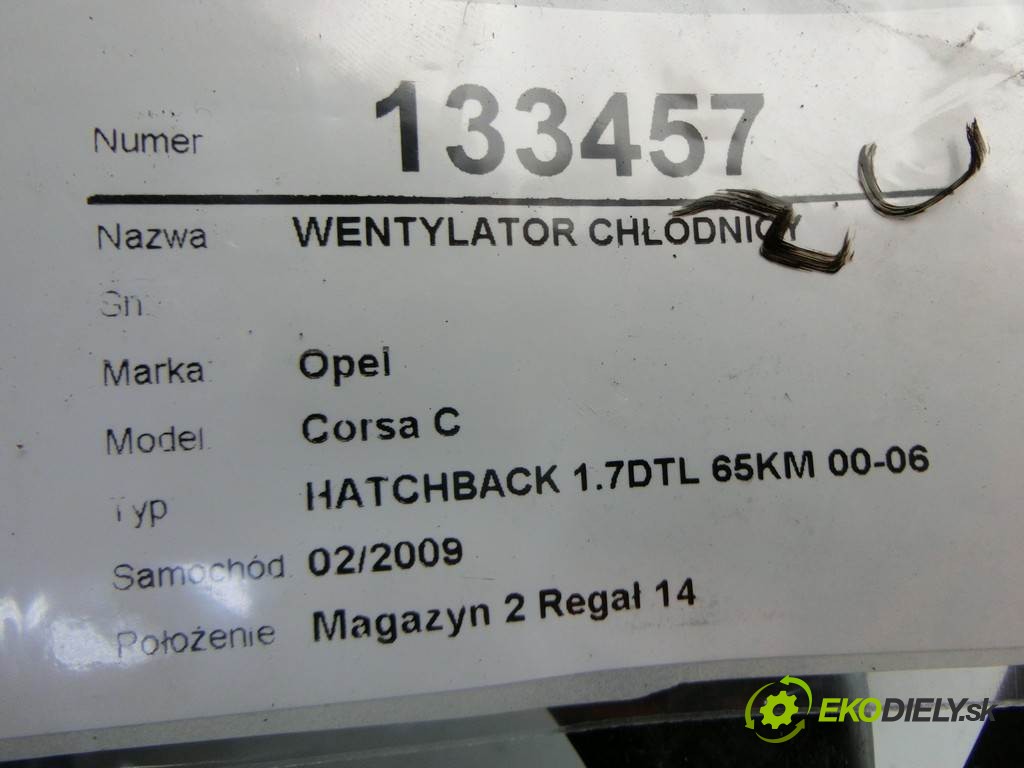 Numer 133457
Nazwa WENTYLATOR CHŁODNICY
Sn.
Marka: Opel
Model Corsa C
Typ HATCHBACK 1.7DTL 65KM 00-06
Samochód 02/2009
Położenie Magazyn 2 Regał 14
EKODIELY.sk